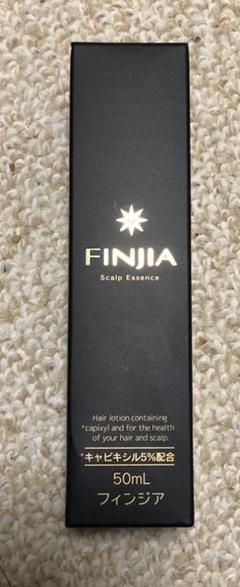 FINJIA
Scalp Essence
Hair lotion containing
*capixyl and for the health
of your hair and scalp.
*キャピキシル5%配合
50mL
フィンジア